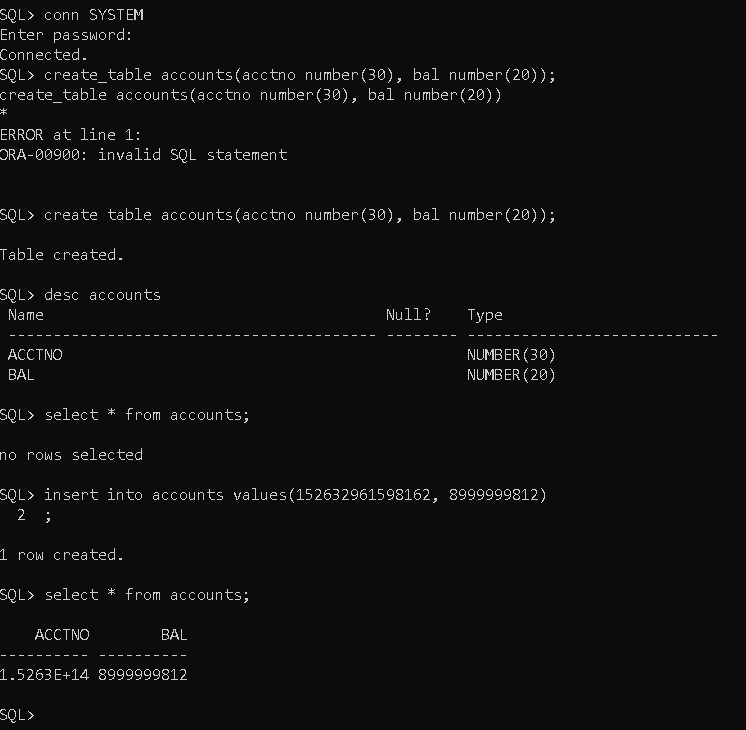 SQL> conn SYSTEM
Enter password:
Connected.
SQL> create_table accounts(acctno number(30), bal number(20));
create_table accounts(acctno number(30), bal number(20))
*
ERROR at line 1:
ORA-00900: invalid SQL statement
SQL> create table accounts(acctno number(30), bal number(20));
Table created.
SQL> desc accounts
 Name                                      Null?    Type
 ----------------------------------------- -------- ----------------------------
 ACCTNO                                             NUMBER(30)
 BAL                                                NUMBER(20)
SQL> select * from accounts;
no rows selected
SQL> insert into accounts values(152632961598162, 8999999812)
  2  ;
1 row created.
SQL> select * from accounts;
    ACCTNO        BAL
---------- ----------
1.5263E+14 8999999812
SQL>